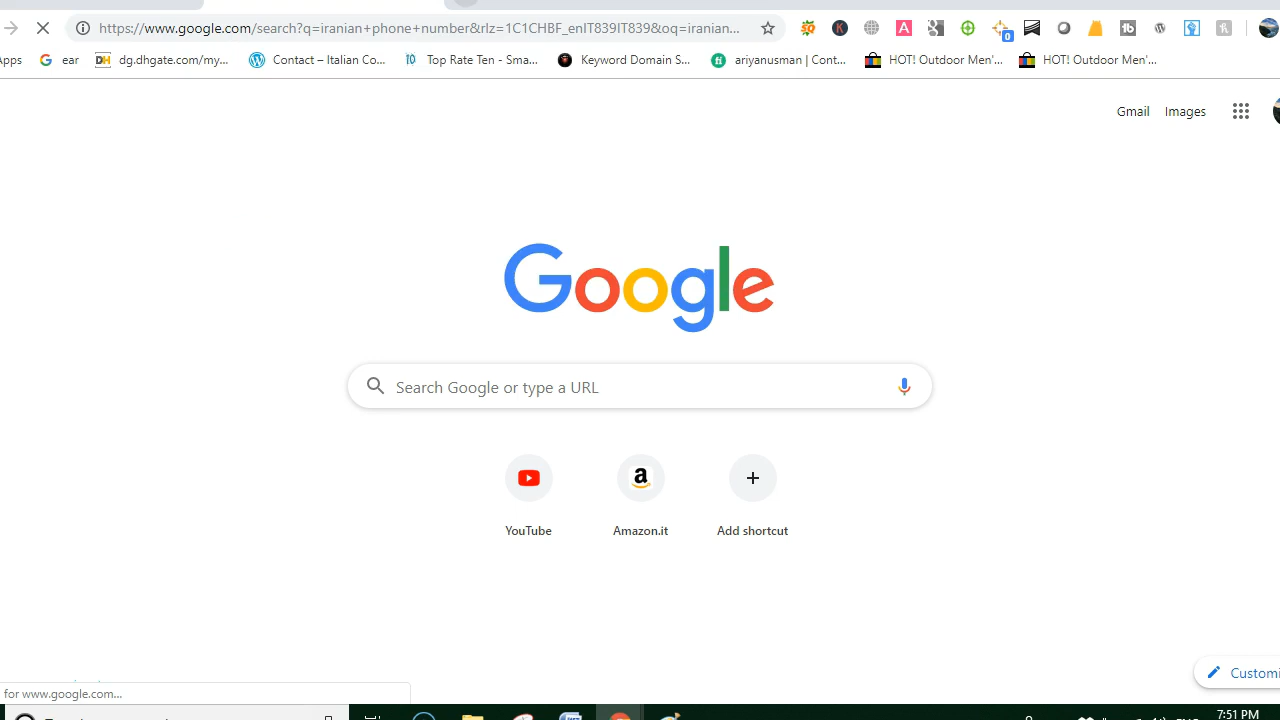 https://www.google.com/search?q=iranian+phone+number&rlz=1C1CHBF_enIT839IT839&oq=iranian...
Apps ear dg.dhgate.com/my... Contact – Italian Co... Top Rate Ten - Sma... Keyword Domain S... ariyanusman | Cont... HOT! Outdoor Men'... HOT! Outdoor Men'...
Gmail Images
Google
Search Google or type a URL
YouTube Amazon.it Add shortcut
Customi
for www.google.com...
7:51 PM